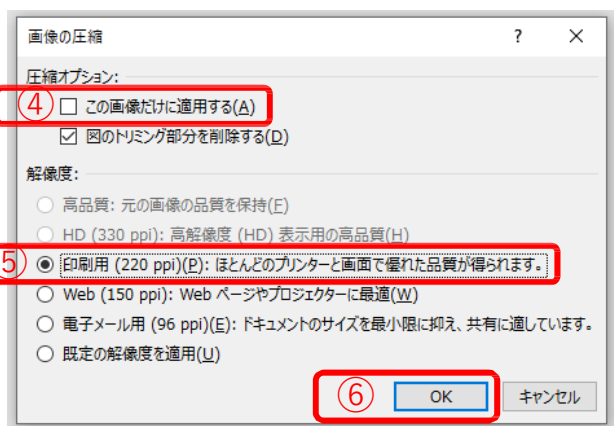 画像の圧縮 ? ×
圧縮オプション:
④ この画像だけに適用する(A)
図のトリミング部分を削除する(D)
解像度:
高品質: 元の画像の品質を保持(F)
HD (330 ppi): 高解像度 (HD) 表示用の高品質(H)
⑤ 印刷用 (220 ppi)(P): ほとんどのプリンターと画面で優れた品質が得られます。
Web (150 ppi): Web ページやプロジェクターに最適(W)
電子メール用 (96 ppi)(E): ドキュメントのサイズを最小限に抑え、共有に適しています。
既定の解像度を適用(U)
⑥ OK キャンセル